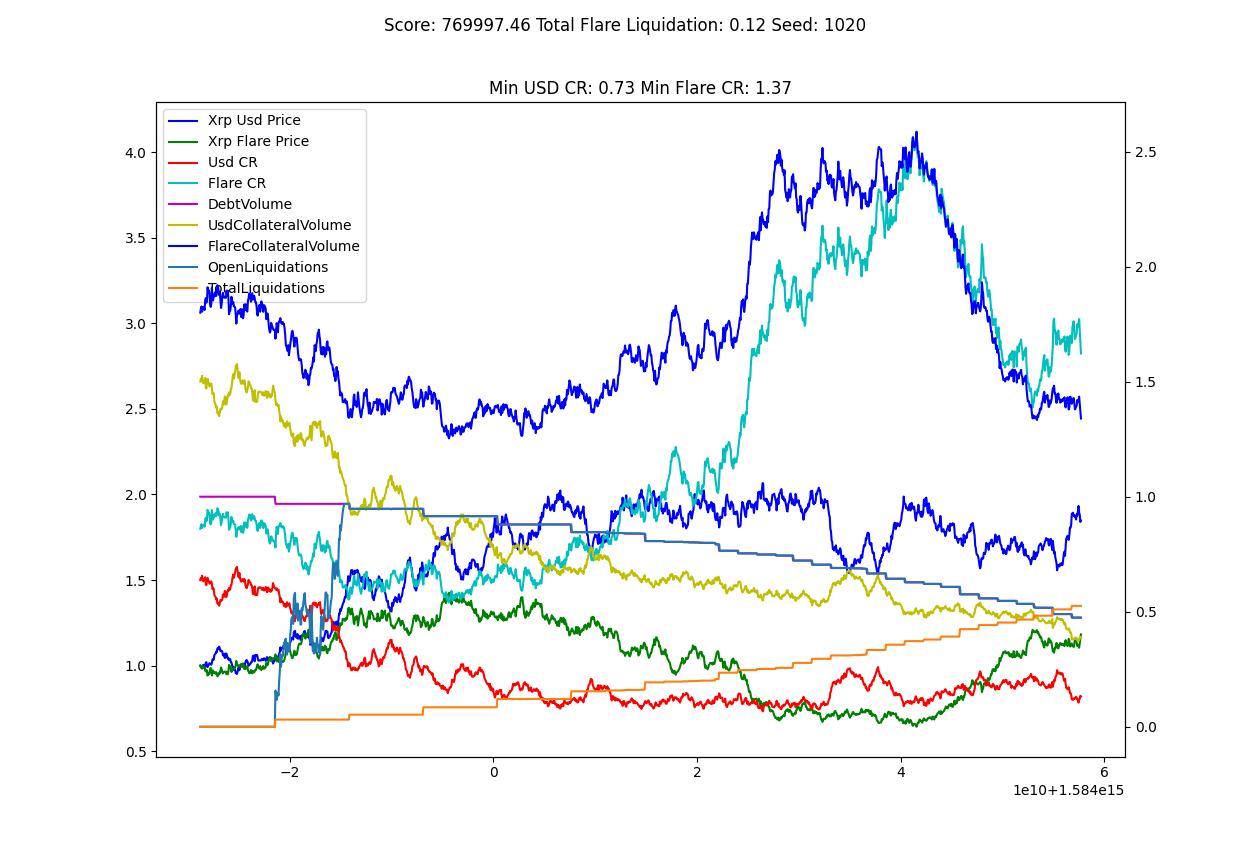 Score: 769997.46 Total Flare Liquidation: 0.12 Seed: 1020
Min USD CR: 0.73 Min Flare CR: 1.37
Xrp Usd Price
Xrp Flare Price
Usd CR
Flare CR
DebtVolume
UsdCollateralVolume
FlareCollateralVolume
OpenLiquidations
TotalLiquidations
4.0
3.5
3.0
2.5
2.0
1.5
1.0
0.5
2.5
2.0
1.5
1.0
0.5
0.0
−2 0 2 4 6
1e10+1.584e15